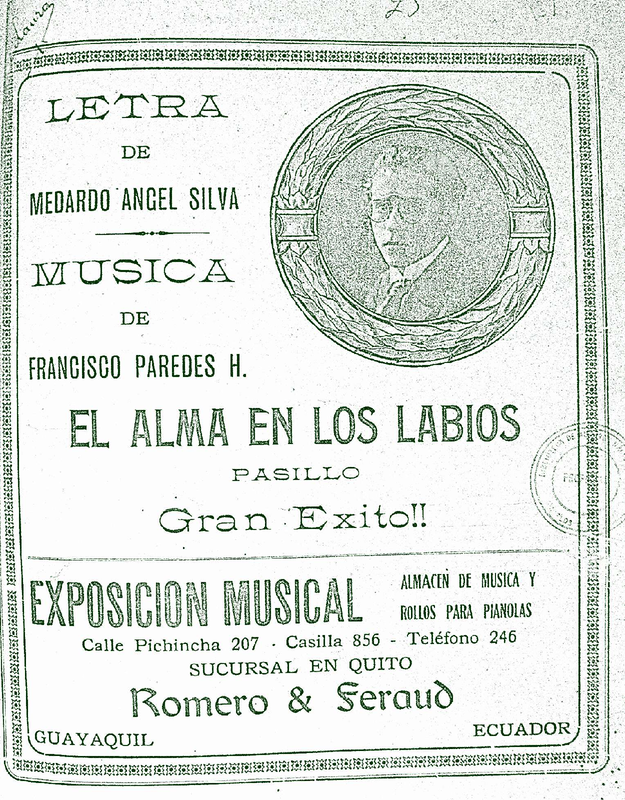 LETRA
DE
MEDARDO ANGEL SILVA
MUSICA
DE
FRANCISCO PAREDES H.
EL ALMA EN LOS LABIOS
PASILLO
Gran Exito!!
EXPOSICION MUSICAL
ALMACEN DE MUSICA Y
ROLLOS PARA PIANOLAS
Calle Pichincha 207 - Casilla 856 - Teléfono 246
SUCURSAL EN QUITO
Romero & Feraud
GUAYAQUIL
ECUADOR